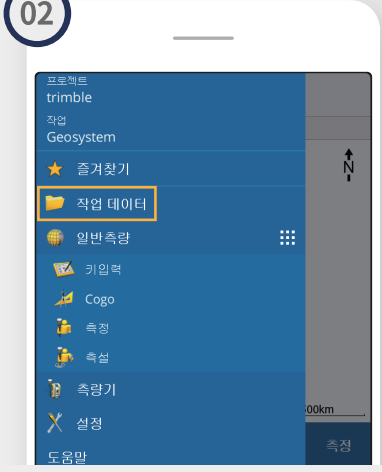 02
프로젝트
trimble
작업
Geosystem
즐겨찾기
N
작업 데이터
일반측량
키입력
Cogo
측정
측설
측량기
00km
설정
측정
도움말